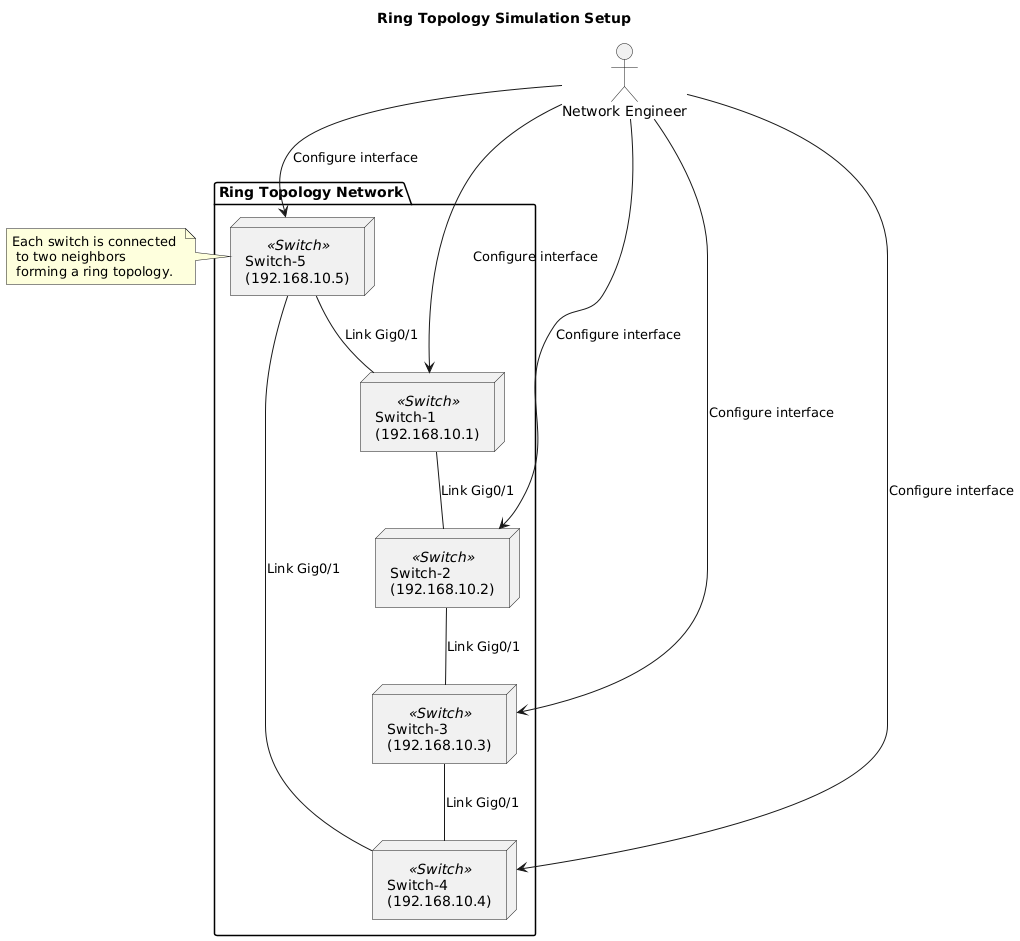 Ring Topology Simulation Setup
Network Engineer
Configure interface
Ring Topology Network
Each switch is connected
to two neighbors
forming a ring topology.
«Switch»
Switch-5
(192.168.10.5)
Configure interface
Link Gig0/1
Configure interface
«Switch»
Switch-1
(192.168.10.1)
Configure interface
Link Gig0/1
Configure interface
«Switch»
Switch-2
(192.168.10.2)
Link Gig0/1
Link Gig0/1
«Switch»
Switch-3
(192.168.10.3)
Link Gig0/1
«Switch»
Switch-4
(192.168.10.4)